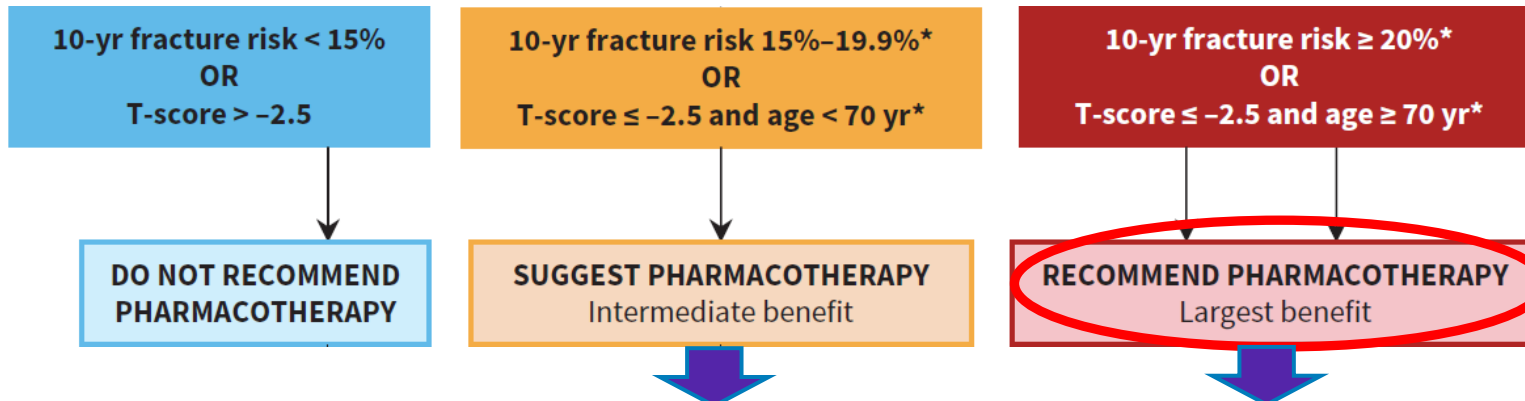 10-yr fracture risk < 15%
OR
T-score > –2.5
10-yr fracture risk 15%–19.9%*
OR
T-score ≤ –2.5 and age < 70 yr*
10-yr fracture risk ≥ 20%*
OR
T-score ≤ –2.5 and age ≥ 70 yr*
DO NOT RECOMMEND
PHARMACOTHERAPY
SUGGEST PHARMACOTHERAPY
Intermediate benefit
RECOMMEND PHARMACOTHERAPY
Largest benefit